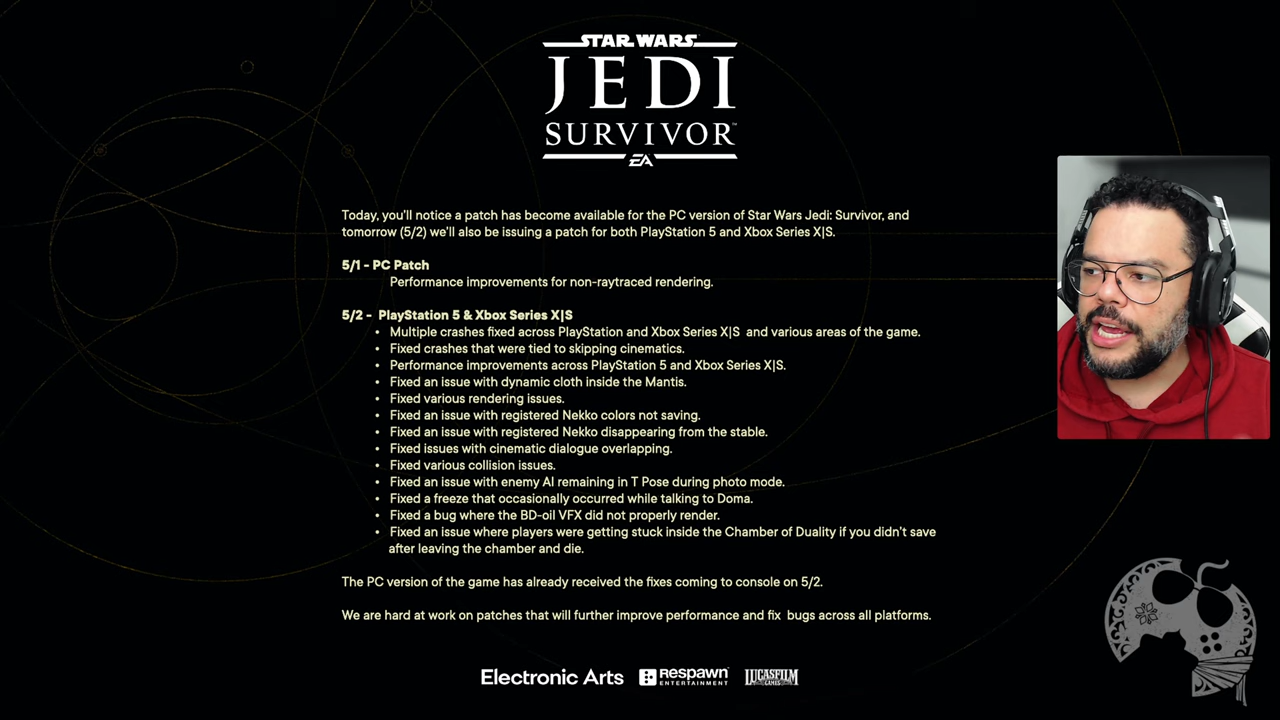 STAR WARS
JEDI
SURVIVOR™
EA
Today, you'll notice a patch has become available for the PC version of Star Wars Jedi: Survivor, and
tomorrow (5/2) we'll also be issuing a patch for both PlayStation 5 and Xbox Series X|S.
5/1 - PC Patch
Performance improvements for non-raytraced rendering.
5/2 - PlayStation 5 & Xbox Series X|S
• Multiple crashes fixed across PlayStation and Xbox Series X|S and various areas of the game.
• Fixed crashes that were tied to skipping cinematics.
• Performance improvements across PlayStation 5 and Xbox Series X|S.
• Fixed an issue with dynamic cloth inside the Mantis.
• Fixed various rendering issues.
• Fixed an issue with registered Nekko colors not saving.
• Fixed an issue with registered Nekko disappearing from the stable.
• Fixed issues with cinematic dialogue overlapping.
• Fixed various collision issues.
• Fixed an issue with enemy AI remaining in T Pose during photo mode.
• Fixed a freeze that occasionally occurred while talking to Doma.
• Fixed a bug where the BD-oil VFX did not properly render.
• Fixed an issue where players were getting stuck inside the Chamber of Duality if you didn't save
after leaving the chamber and die.
The PC version of the game has already received the fixes coming to console on 5/2.
We are hard at work on patches that will further improve performance and fix bugs across all platforms.
Electronic Arts RESPAWN ENTERTAINMENT LUCASFILM GAMES